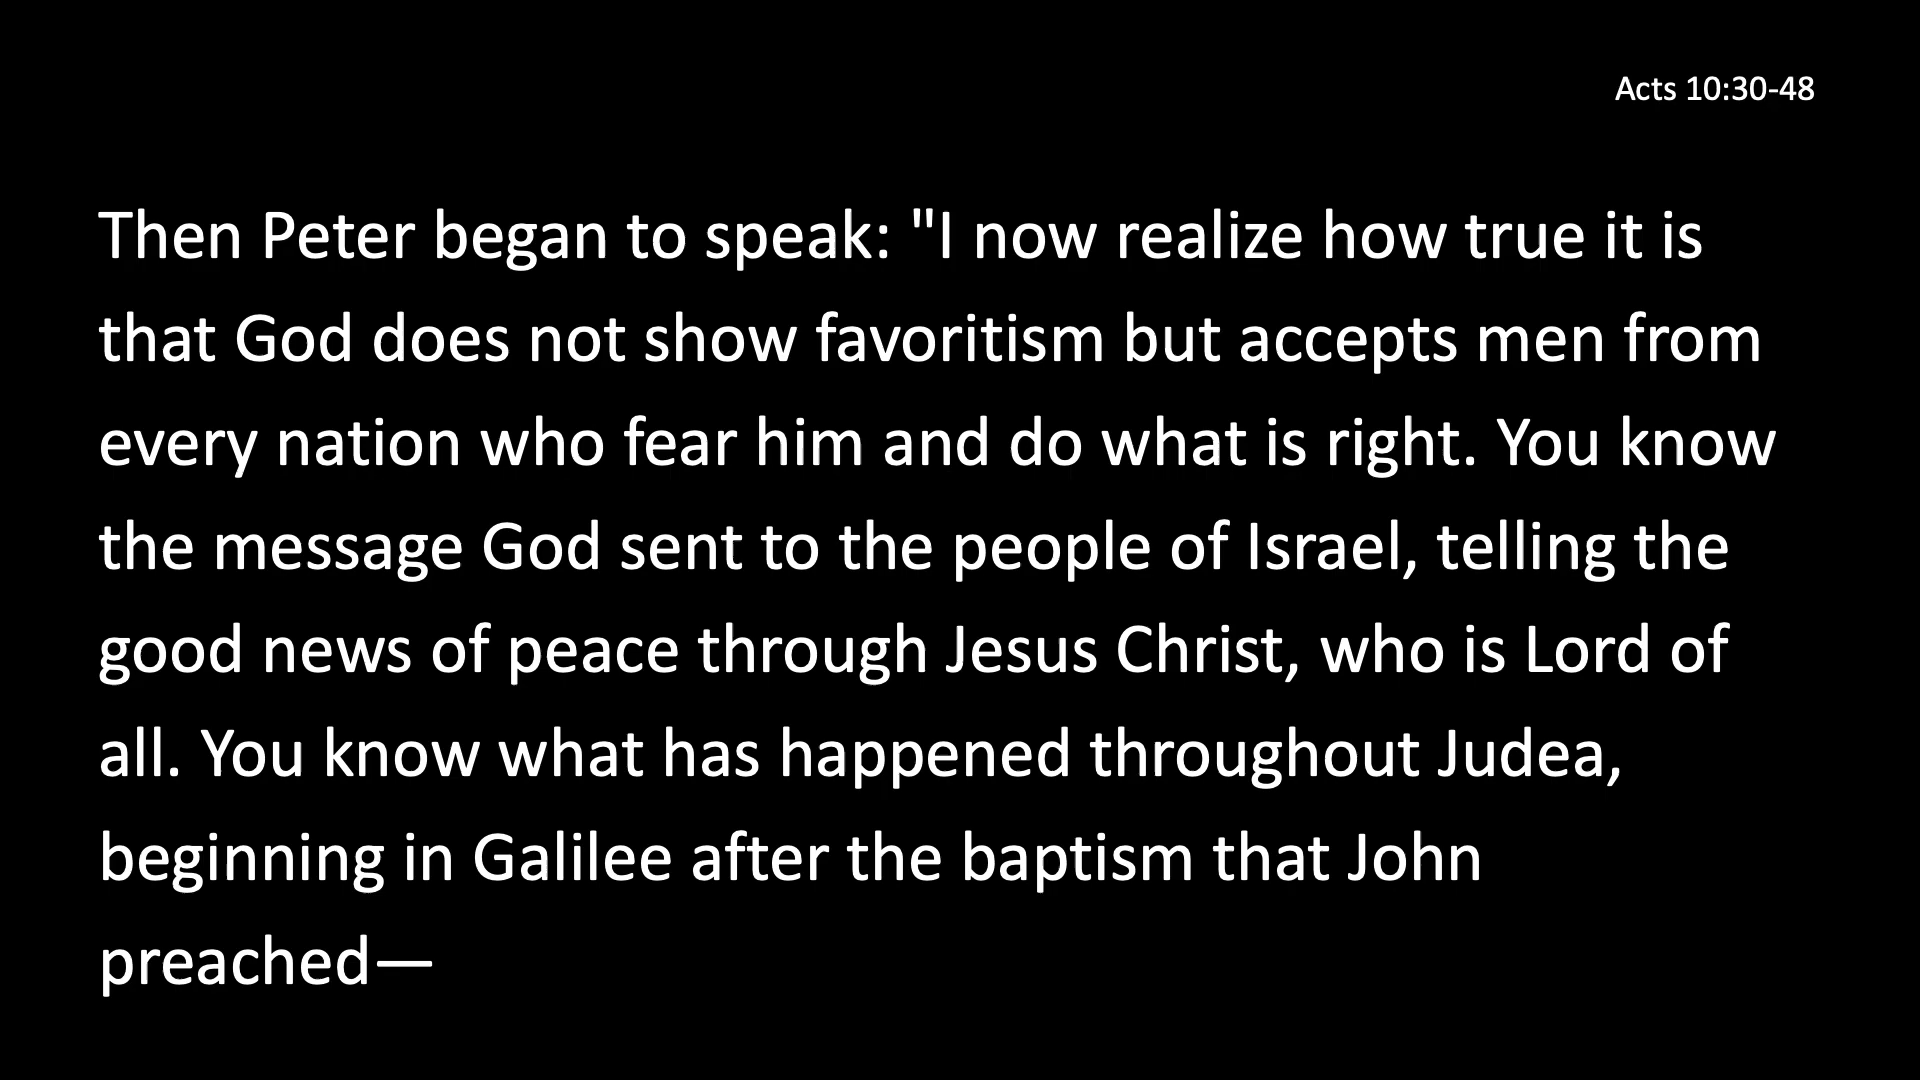 Acts 10:30-48
Then Peter began to speak: "I now realize how true it is
that God does not show favoritism but accepts men from
every nation who fear him and do what is right. You know
the message God sent to the people of Israel, telling the
good news of peace through Jesus Christ, who is Lord of
all. You know what has happened throughout Judea,
beginning in Galilee after the baptism that John
preached—